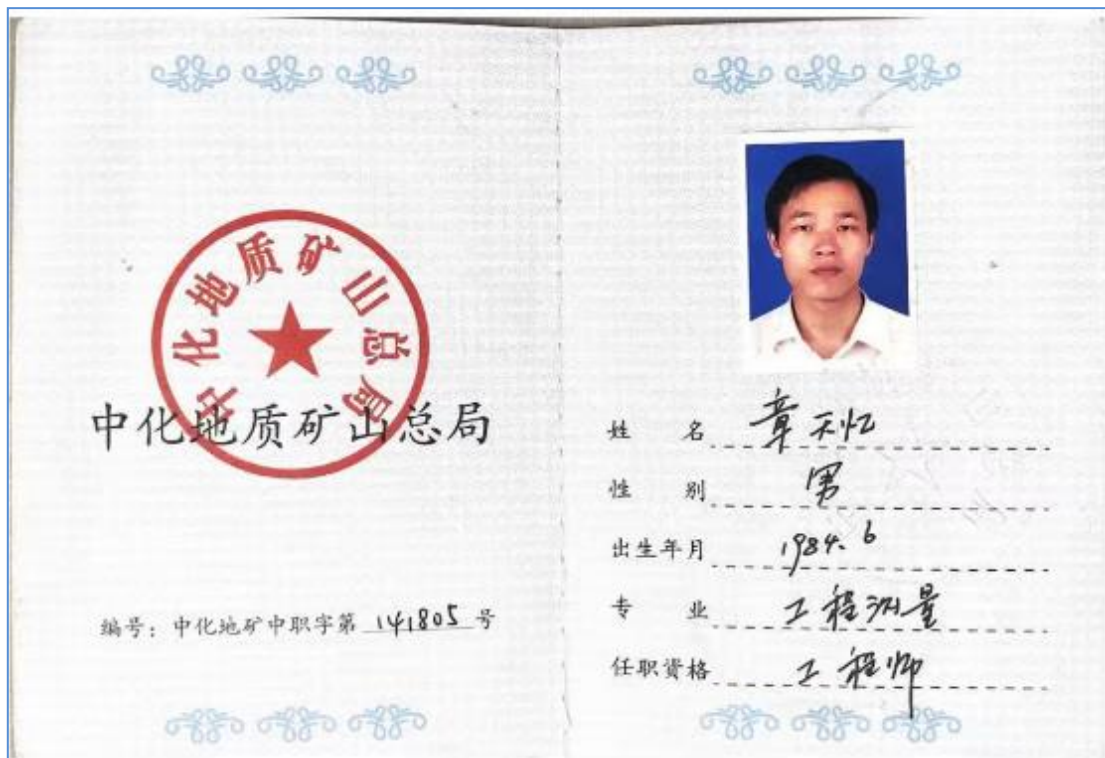 中化地质矿山总局
中化地质矿山总局
编号：中化地矿中职字第 141805 号
姓 名 章天忆
性 别 男
出生年月 1984.6
专 业 工程测量
任职资格 工程师